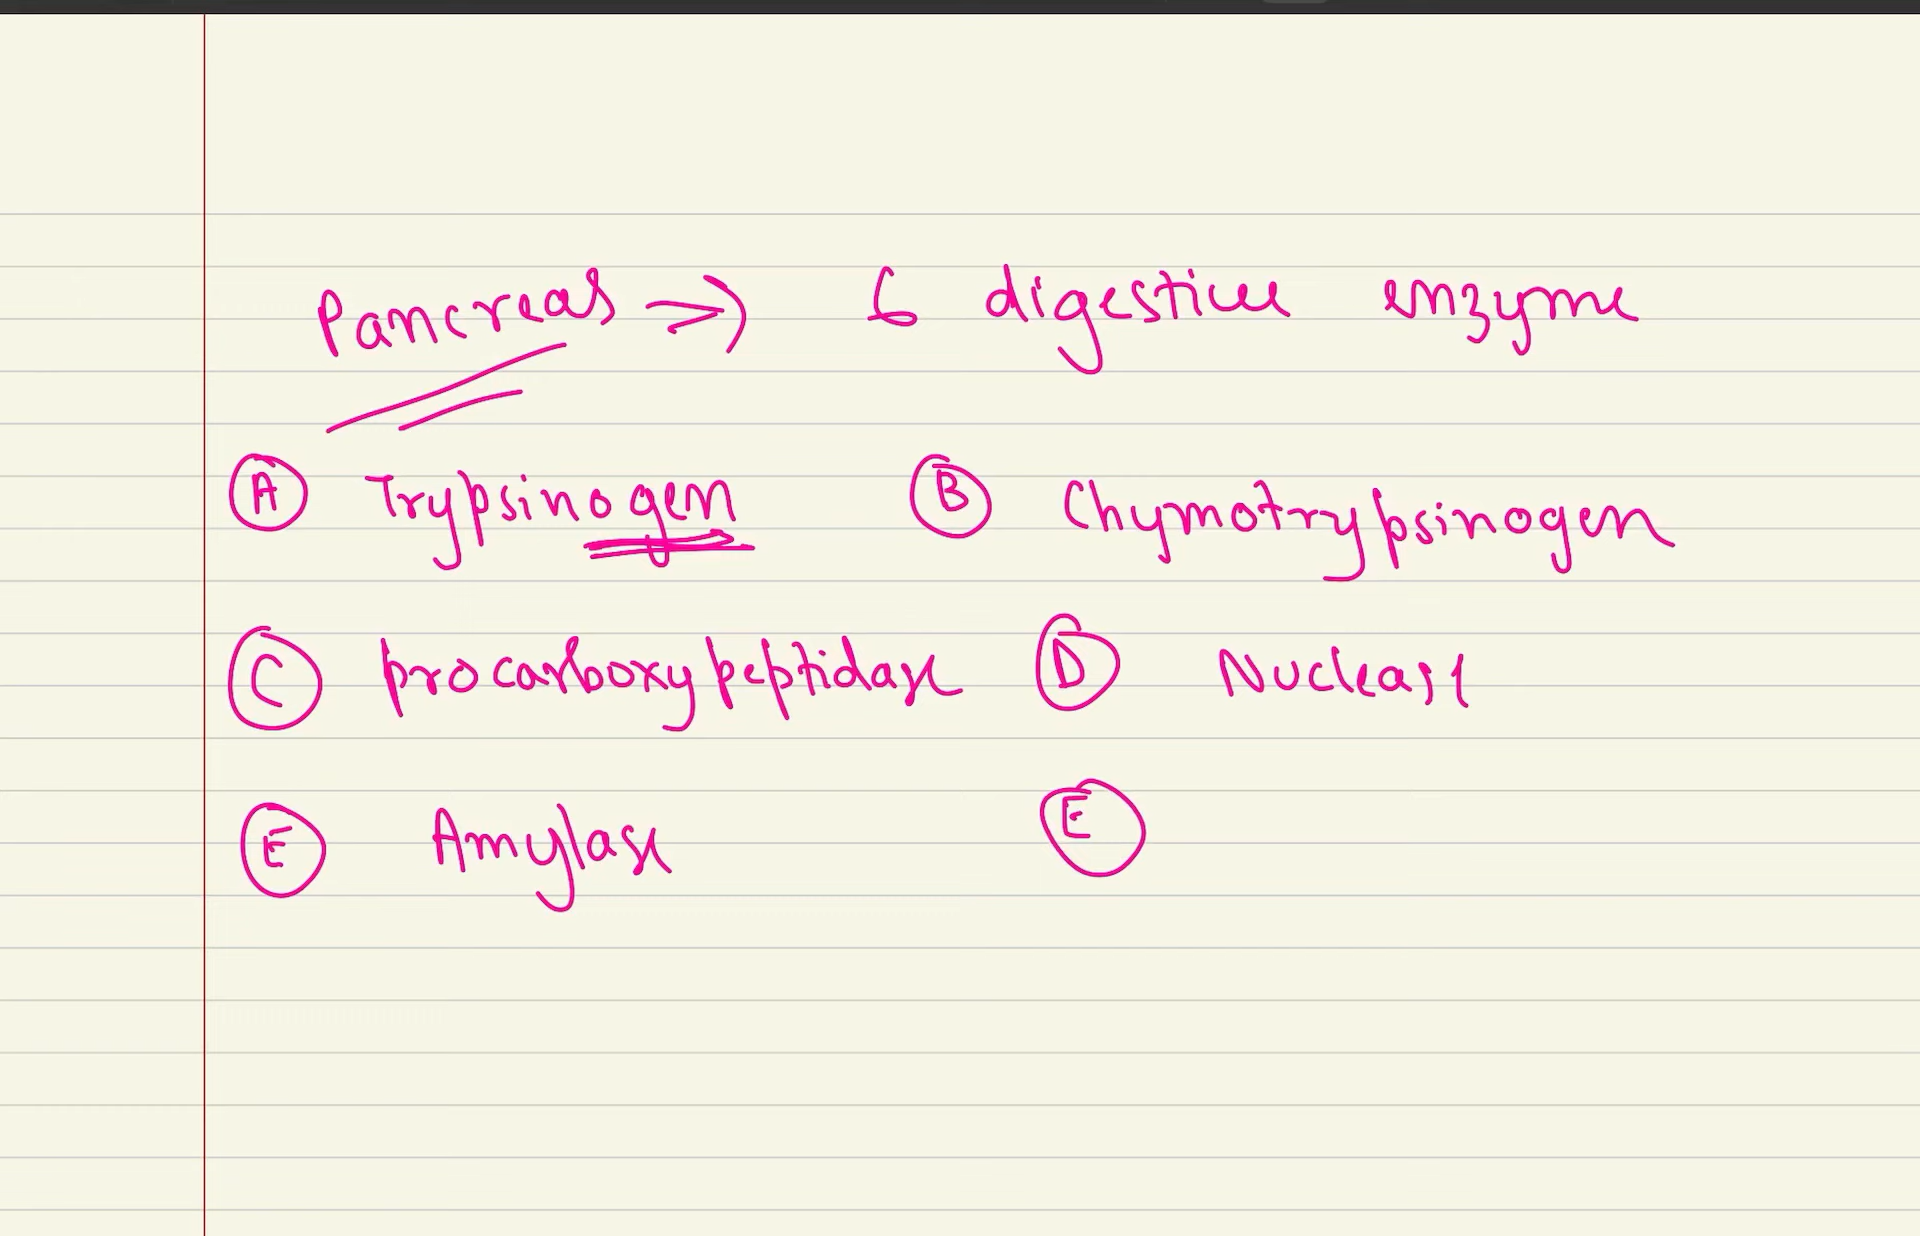 Pancreas => 6 digestive enzyme
A Trypsinogen B Chymotrypsinogen
C procarboxypeptidase D Nuclease
E Amylase E